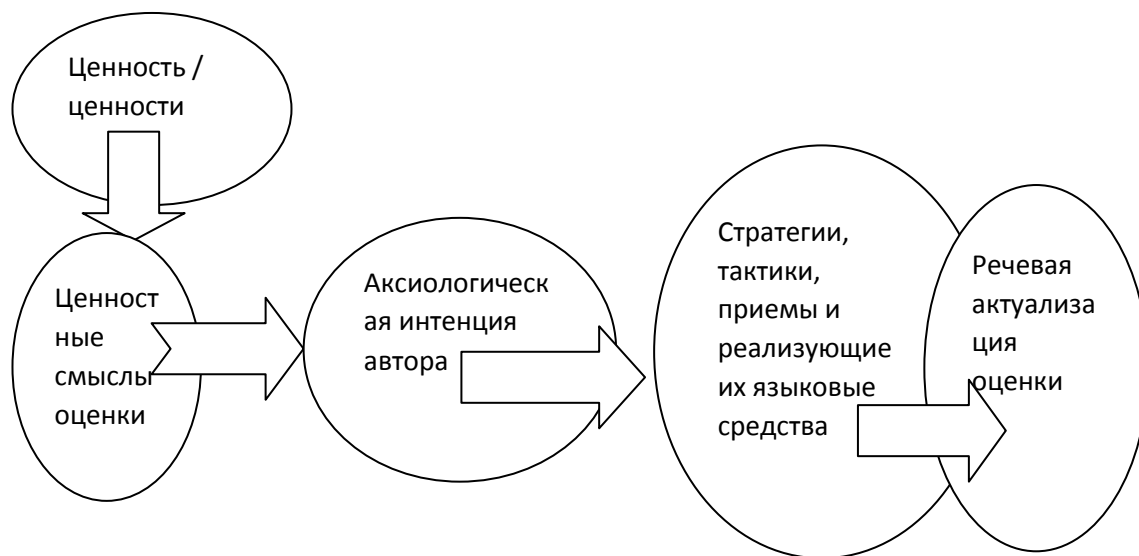 Ценность /
ценности
Ценност
ные
смыслы
оценки
Аксиологическ
ая интенция
автора
Стратегии,
тактики,
приемы и
реализующие
их языковые
средства
Речевая
актуализа
ция
оценки